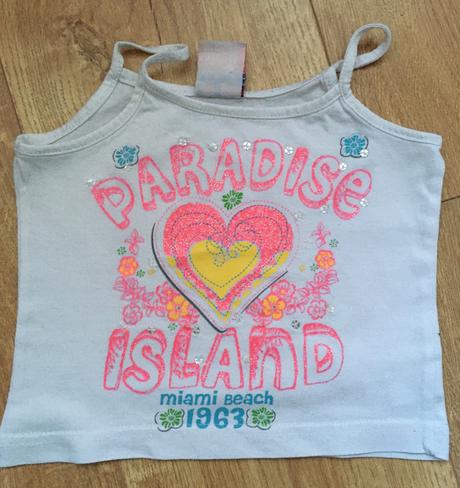 PARADISe
ISLAND
miami Beach
1963